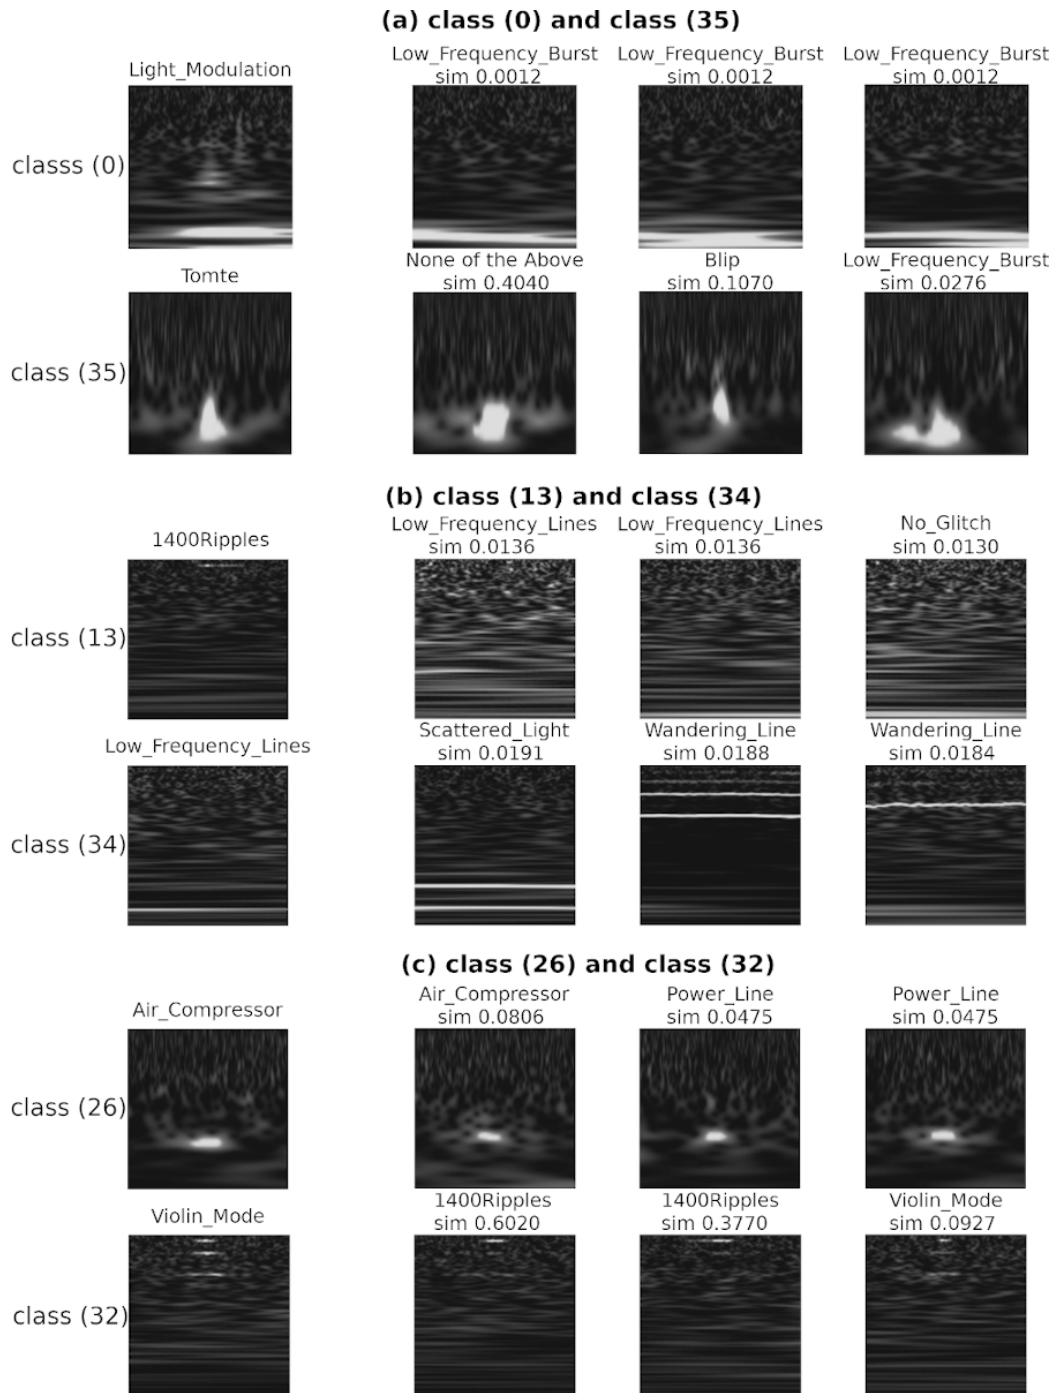 (a) class (0) and class (35)
Light_Modulation
Low_Frequency_Burst
sim 0.0012
Low_Frequency_Burst
sim 0.0012
Low_Frequency_Burst
sim 0.0012
classs (0)
Tomte
None of the Above
sim 0.4040
Blip
sim 0.1070
Low_Frequency_Burst
sim 0.0276
class (35)
(b) class (13) and class (34)
1400Ripples
Low_Frequency_Lines
sim 0.0136
Low_Frequency_Lines
sim 0.0136
No_Glitch
sim 0.0130
class (13)
Low_Frequency_Lines
Scattered_Light
sim 0.0191
Wandering_Line
sim 0.0188
Wandering_Line
sim 0.0184
class (34)
(c) class (26) and class (32)
Air_Compressor
Air_Compressor
sim 0.0806
Power_Line
sim 0.0475
Power_Line
sim 0.0475
class (26)
Violin_Mode
1400Ripples
sim 0.6020
1400Ripples
sim 0.3770
Violin_Mode
sim 0.0927
class (32)